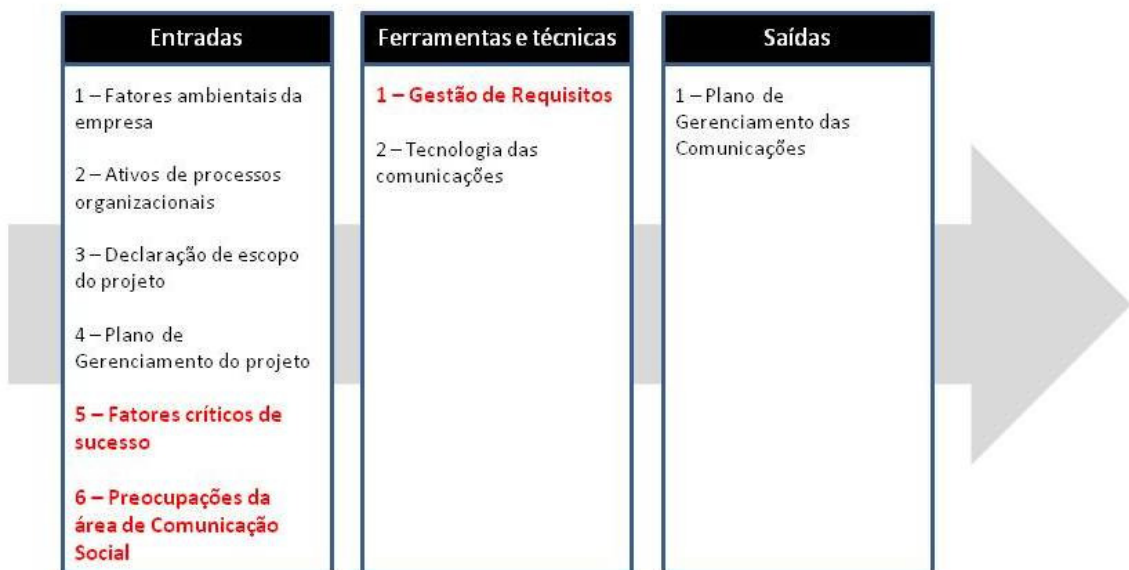 Entradas
1 – Fatores ambientais da
empresa
2 – Ativos de processos
organizacionais
3 – Declaração de escopo
do projeto
4 – Plano de
Gerenciamento do projeto
5 – Fatores críticos de
sucesso
6 – Preocupações da
área de Comunicação
Social
Ferramentas e técnicas
1 – Gestão de Requisitos
2 – Tecnologia das
comunicações
Saídas
1 – Plano de
Gerenciamento das
Comunicações